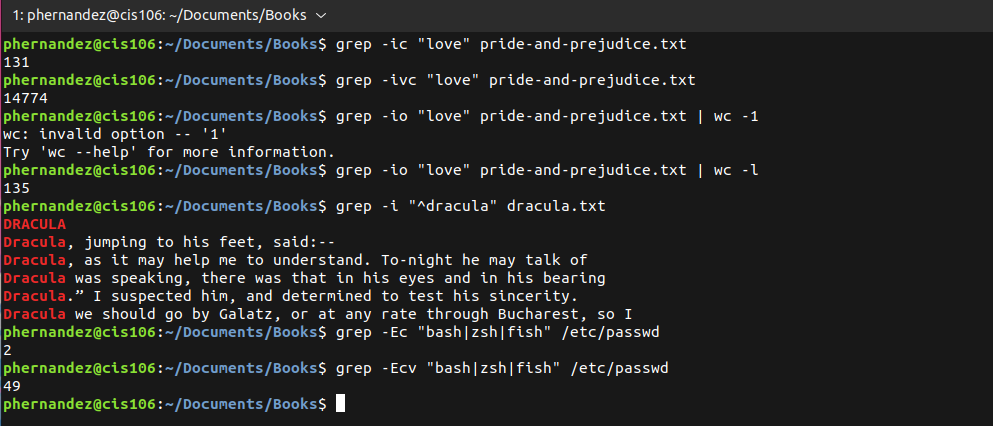 1: phernandez@cis106: ~/Documents/Books
phernandez@cis106:~/Documents/Books$ grep -ic "love" pride-and-prejudice.txt
131
phernandez@cis106:~/Documents/Books$ grep -ivc "love" pride-and-prejudice.txt
14774
phernandez@cis106:~/Documents/Books$ grep -io "love" pride-and-prejudice.txt | wc -1
wc: invalid option -- '1'
Try 'wc --help' for more information.
phernandez@cis106:~/Documents/Books$ grep -io "love" pride-and-prejudice.txt | wc -l
135
phernandez@cis106:~/Documents/Books$ grep -i "^dracula" dracula.txt
DRACULA
Dracula, jumping to his feet, said:--
Dracula, as it may help me to understand. To-night he may talk of
Dracula was speaking, there was that in his eyes and in his bearing
Dracula.” I suspected him, and determined to test his sincerity.
Dracula we should go by Galatz, or at any rate through Bucharest, so I
phernandez@cis106:~/Documents/Books$ grep -Ec "bash|zsh|fish" /etc/passwd
2
phernandez@cis106:~/Documents/Books$ grep -Ecv "bash|zsh|fish" /etc/passwd
49
phernandez@cis106:~/Documents/Books$